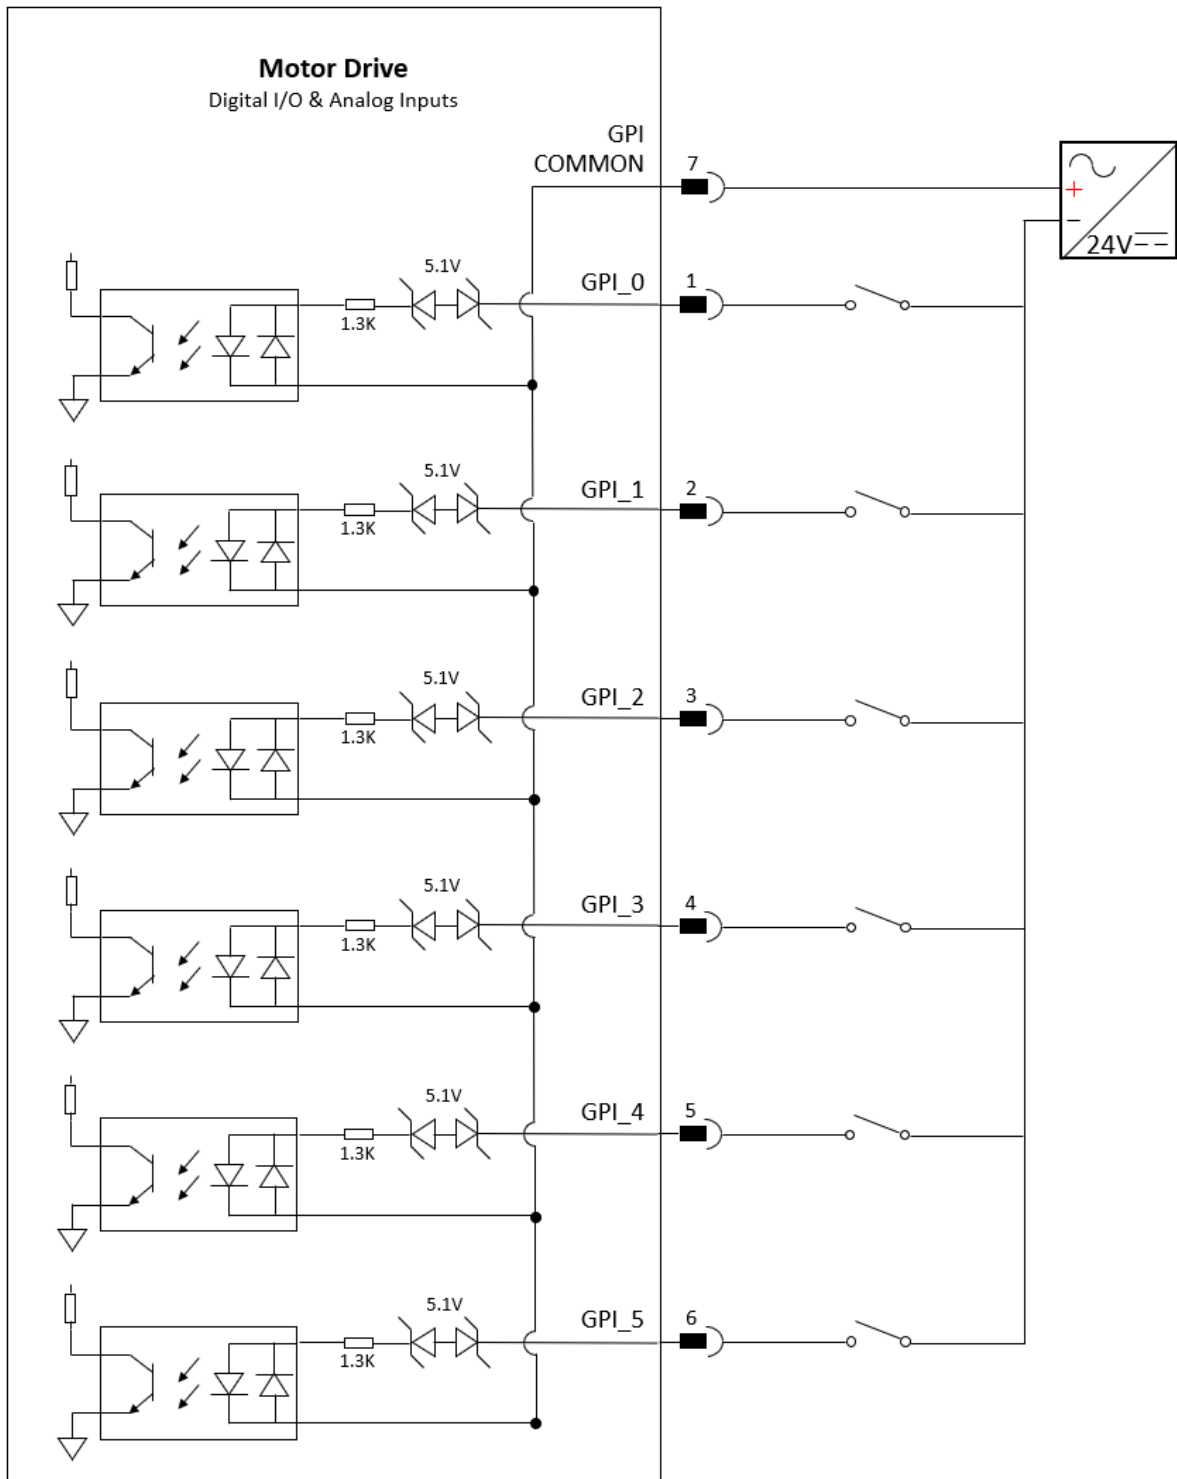 Motor Drive
Digital I/O & Analog Inputs
GPI
COMMON
7
+
−
24V
5.1V
GPI_0
1
1.3K
5.1V
GPI_1
2
1.3K
5.1V
GPI_2
3
1.3K
5.1V
GPI_3
4
1.3K
5.1V
GPI_4
5
1.3K
5.1V
GPI_5
6
1.3K